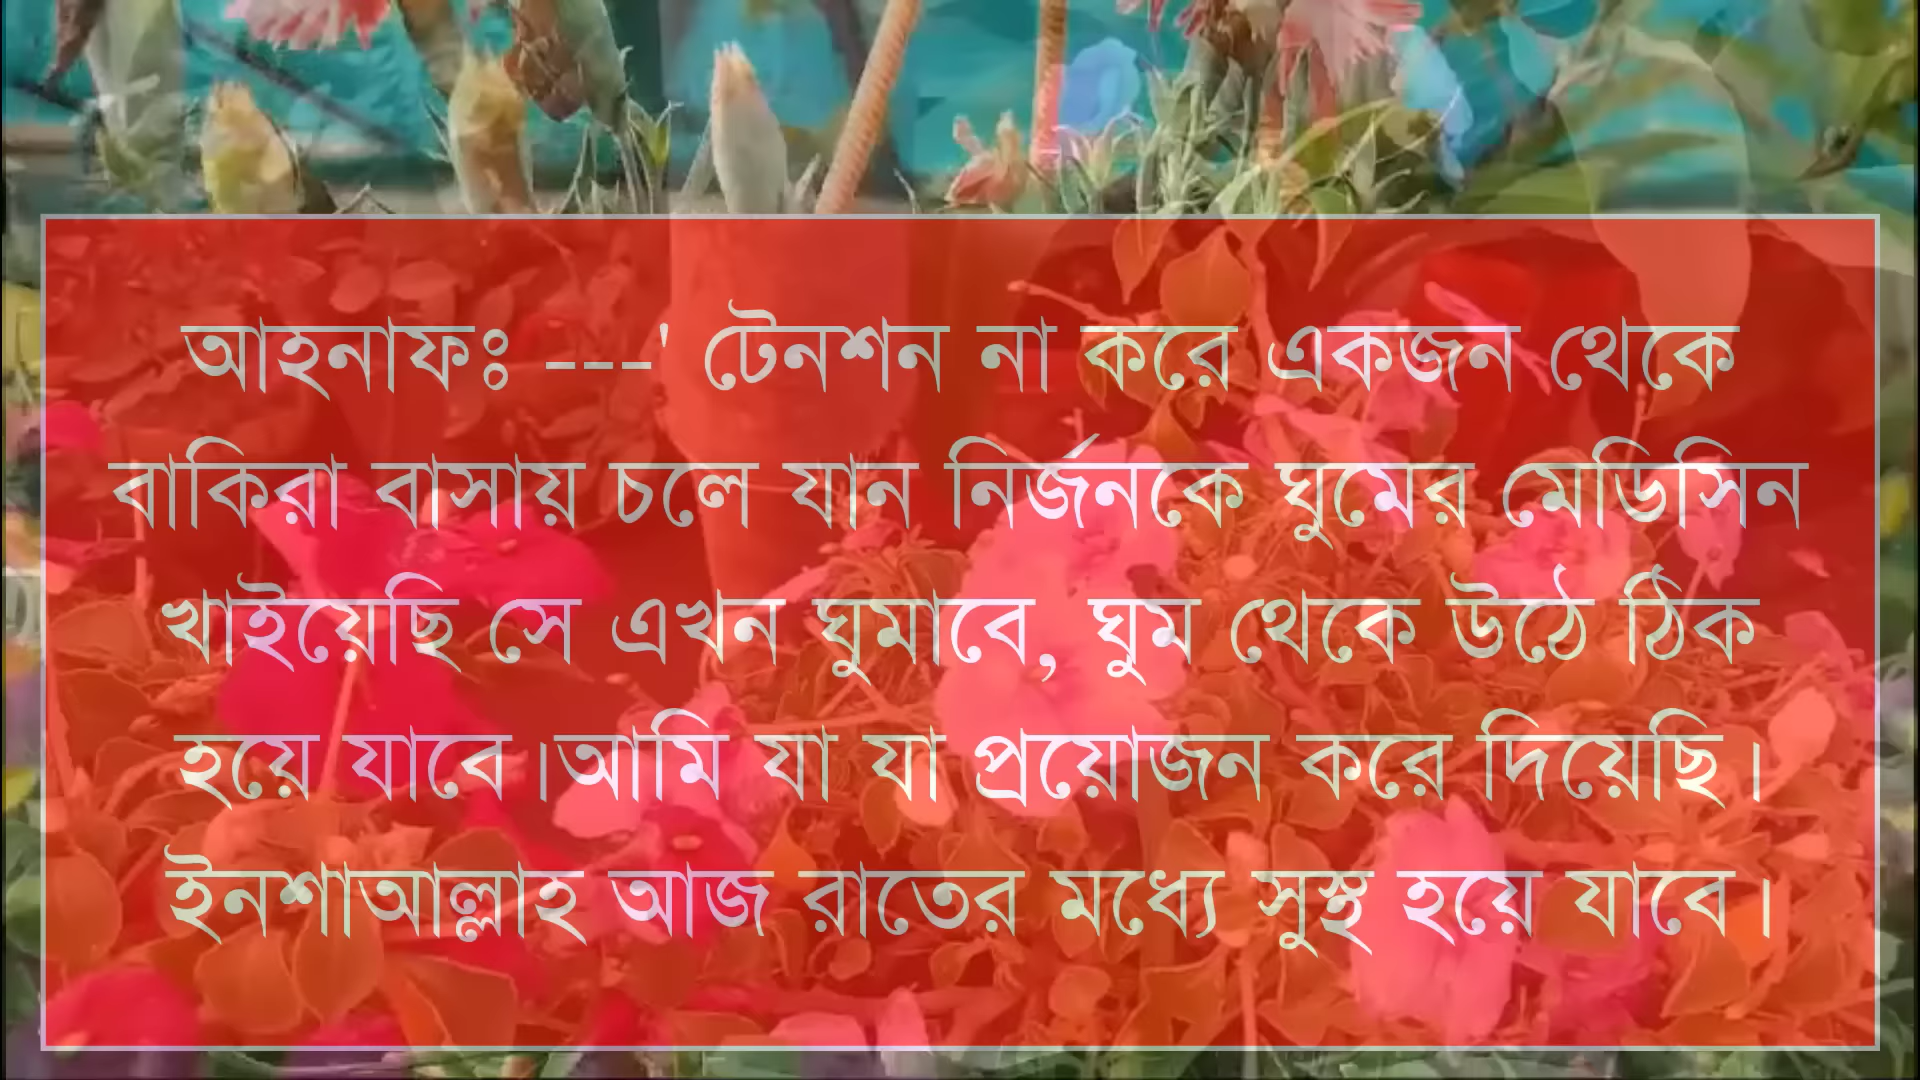 আহনাফঃ ---' টেনশন না করে একজন থেকে
বাকিরা বাসায় চলে যান নির্জনকে ঘুমের মেডিসিন
খাইয়েছি সে এখন ঘুমাবে, ঘুম থেকে উঠে ঠিক
হয়ে যাবে।আমি যা যা প্রয়োজন করে দিয়েছি।
ইনশাআল্লাহ আজ রাতের মধ্যে সুস্থ হয়ে যাবে।